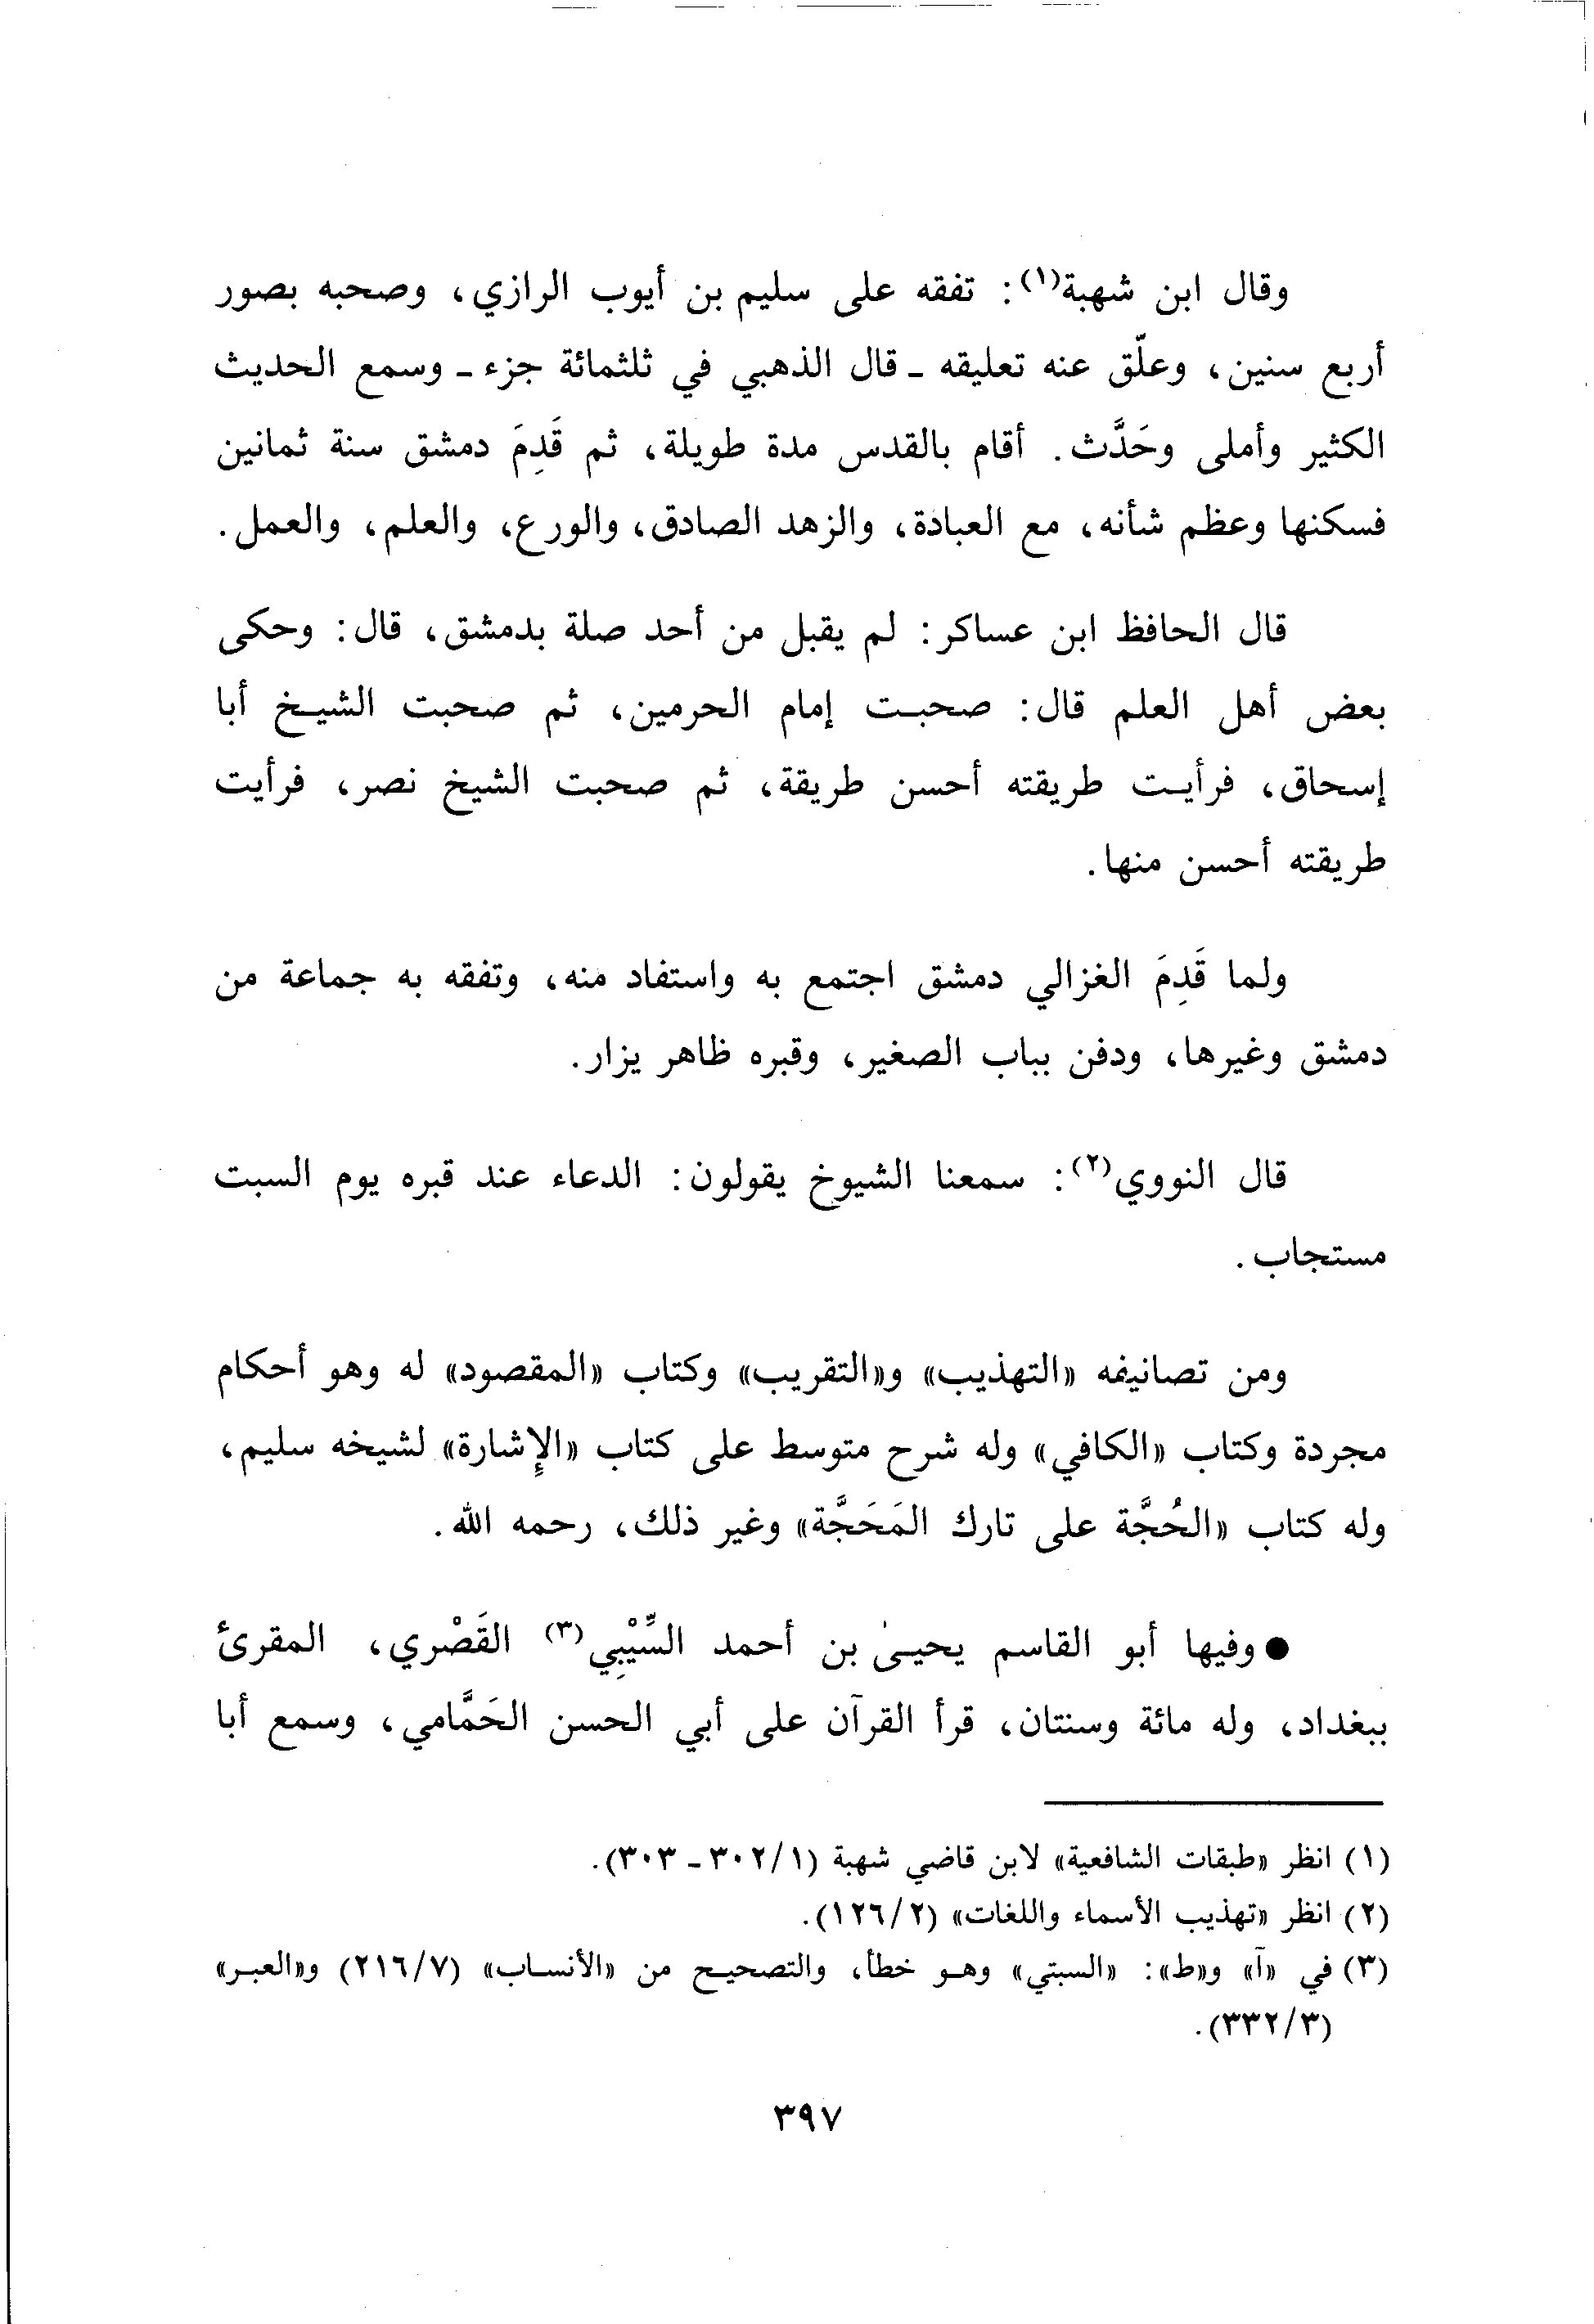 وقال ابن شهبة(١): تفقه على سليم بن أيوب الرازي، وصحبه بصور
أربع سنين، وعلّق عنه تعليقه ـ قال الذهبي في ثلثمائة جزء ـ وسمع الحديث
الكثير وأملى وحَدَّث. أقام بالقدس مدة طويلة، ثم قَدِمَ دمشق سنة ثمانين
فسكنها وعظم شأنه، مع العبادة، والزهد الصادق، والورع، والعلم، والعمل.
قال الحافظ ابن عساكر: لم يقبل من أحد صلة بدمشق، قال: وحكى
بعض أهل العلم قال: صحبت إمام الحرمين، ثم صحبت الشيخ أبا
إسحاق، فرأيت طريقته أحسن طريقة، ثم صحبت الشيخ نصر، فرأيت
طريقته أحسن منها.
ولما قَدِمَ الغزالي دمشق اجتمع به واستفاد منه، وتفقه به جماعة من
دمشق وغيرها، ودفن بباب الصغير، وقبره ظاهر يزار.
قال النووي(٢): سمعنا الشيوخ يقولون: الدعاء عند قبره يوم السبت
مستجاب.
ومن تصانيفه «التهذيب» و«التقريب» وكتاب «المقصود» له وهو أحكام
مجردة وكتاب «الكافي» وله شرح متوسط على كتاب «الإشارة» لشيخه سليم،
وله كتاب «الحُجَّة على تارك المَحَجَّة» وغير ذلك، رحمه الله.
● وفيها أبو القاسم يحيىٰ بن أحمد السِّيْبِي(٣) القَصْري، المقرئ
ببغداد، وله مائة وسنتان، قرأ القرآن على أبي الحسن الحَمَّامي، وسمع أبا
(١) انظر «طبقات الشافعية» لابن قاضي شهبة (١/٣٠٢ ـ ٣٠٣).
(٢) انظر «تهذيب الأسماء واللغات» (٢/١٢٦).
(٣) في «آ» و«ط»: «السبتي» وهو خطأ، والتصحيح من «الأنساب» (٧/٢١٦) و«العبر»
(٣/٣٣٢).
٣٩٧